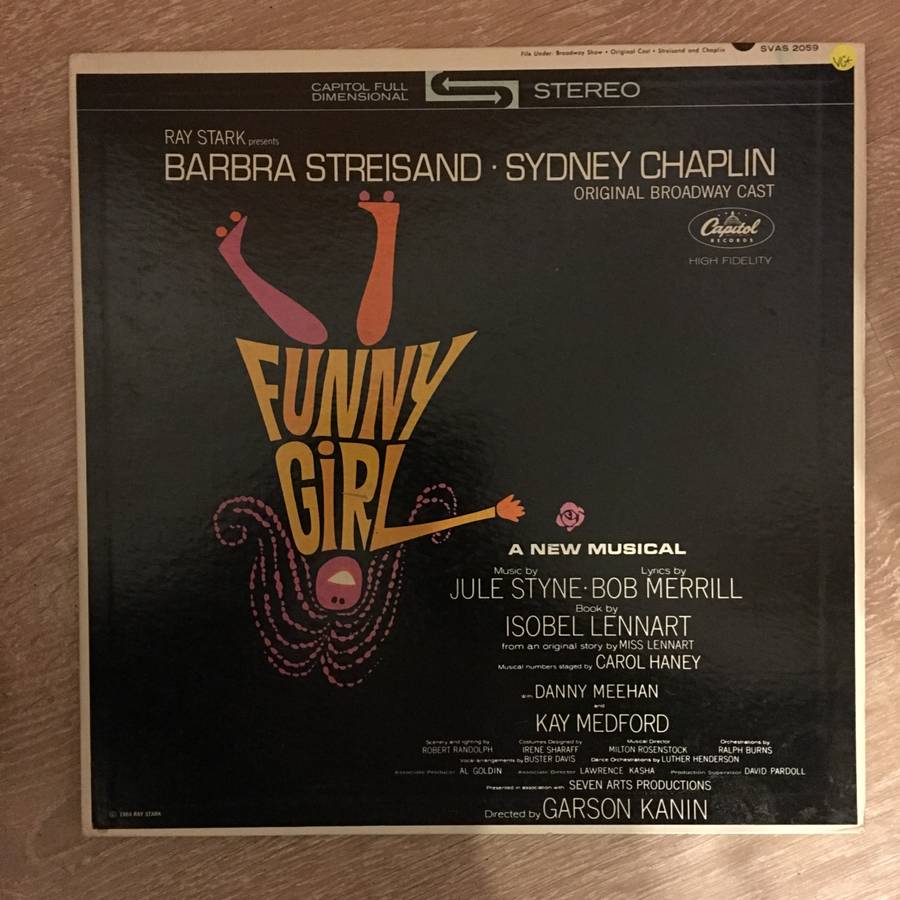 File Under: Broadway Show • Original Cast • Streisand and Chaplin
SVAS 2059
VG+
CAPITOL FULL
DIMENSIONAL
STEREO
RAY STARK presents
BARBRA STREISAND · SYDNEY CHAPLIN
ORIGINAL BROADWAY CAST
Capitol
RECORDS
HIGH FIDELITY
FUNNY
GiRL
A NEW MUSICAL
Music by Lyrics by
JULE STYNE · BOB MERRILL
Book by
ISOBEL LENNART
from an original story by MISS LENNART
Musical numbers staged by CAROL HANEY
with DANNY MEEHAN
and
KAY MEDFORD
Scenery and lighting by Costumes Designed by Musical Director Orchestrations by
ROBERT RANDOLPH IRENE SHARAFF MILTON ROSENSTOCK RALPH BURNS
Vocal arrangements by BUSTER DAVIS Dance Orchestrations by LUTHER HENDERSON
Associate Producer AL GOLDIN Associate Director LAWRENCE KASHA Production Supervisor DAVID PARDOLL
Presented in association with SEVEN ARTS PRODUCTIONS
Directed by GARSON KANIN
© 1964 RAY STARK